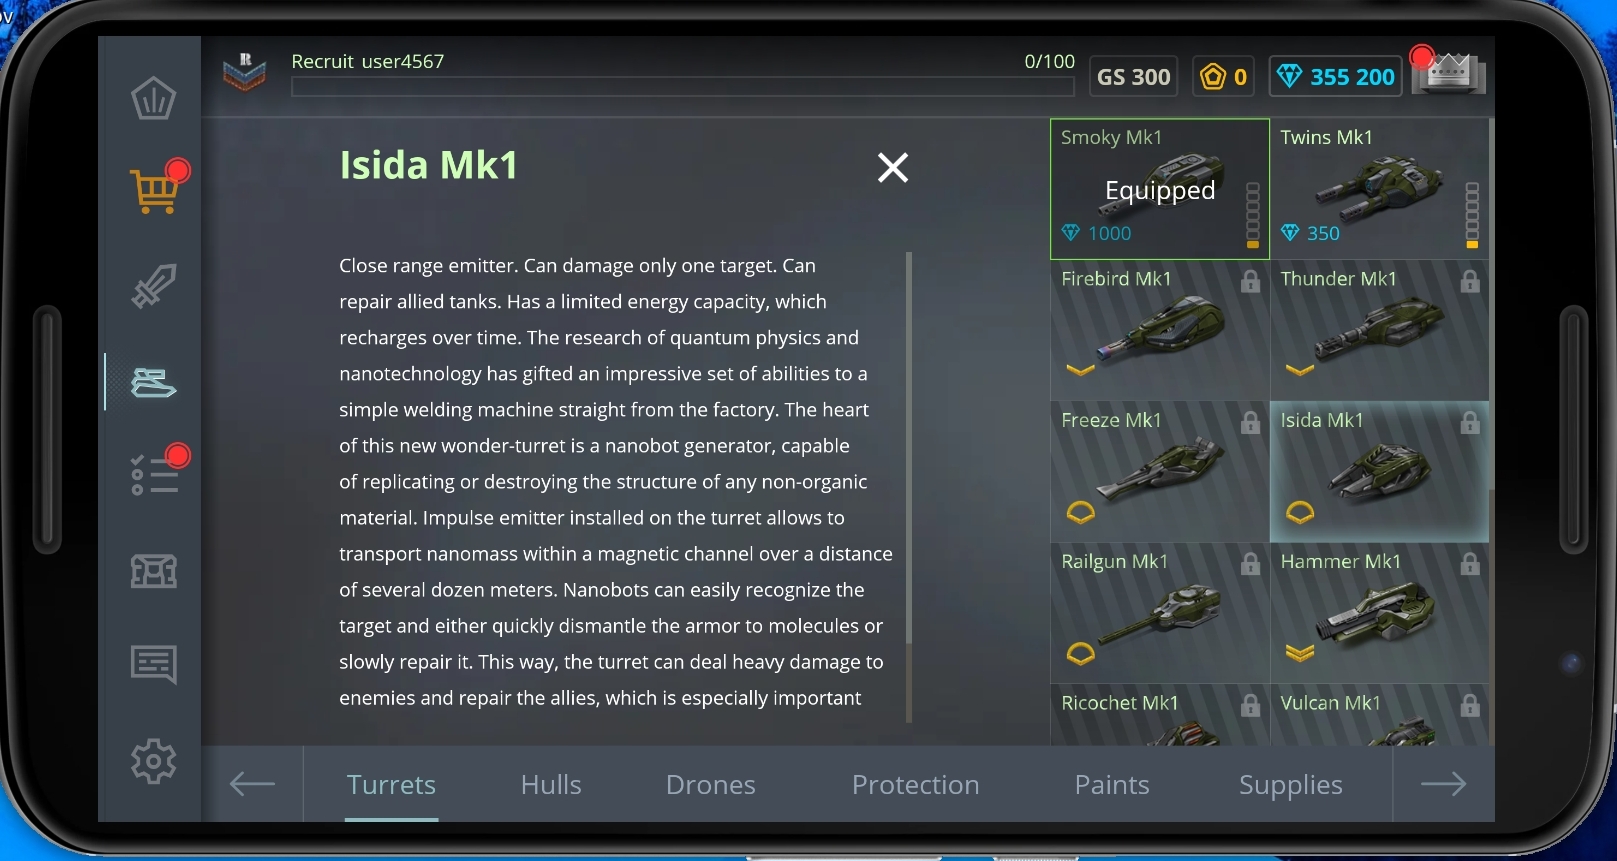 ov
R
Recruit user4567
0/100
GS 300
0
355 200
Isida Mk1
Close range emitter. Can damage only one target. Can
repair allied tanks. Has a limited energy capacity, which
recharges over time. The research of quantum physics and
nanotechnology has gifted an impressive set of abilities to a
simple welding machine straight from the factory. The heart
of this new wonder-turret is a nanobot generator, capable
of replicating or destroying the structure of any non-organic
material. Impulse emitter installed on the turret allows to
transport nanomass within a magnetic channel over a distance
of several dozen meters. Nanobots can easily recognize the
target and either quickly dismantle the armor to molecules or
slowly repair it. This way, the turret can deal heavy damage to
enemies and repair the allies, which is especially important
Smoky Mk1
Equipped
1000
Twins Mk1
350
Firebird Mk1
Thunder Mk1
Freeze Mk1
Isida Mk1
Railgun Mk1
Hammer Mk1
Ricochet Mk1
Vulcan Mk1
Turrets
Hulls
Drones
Protection
Paints
Supplies